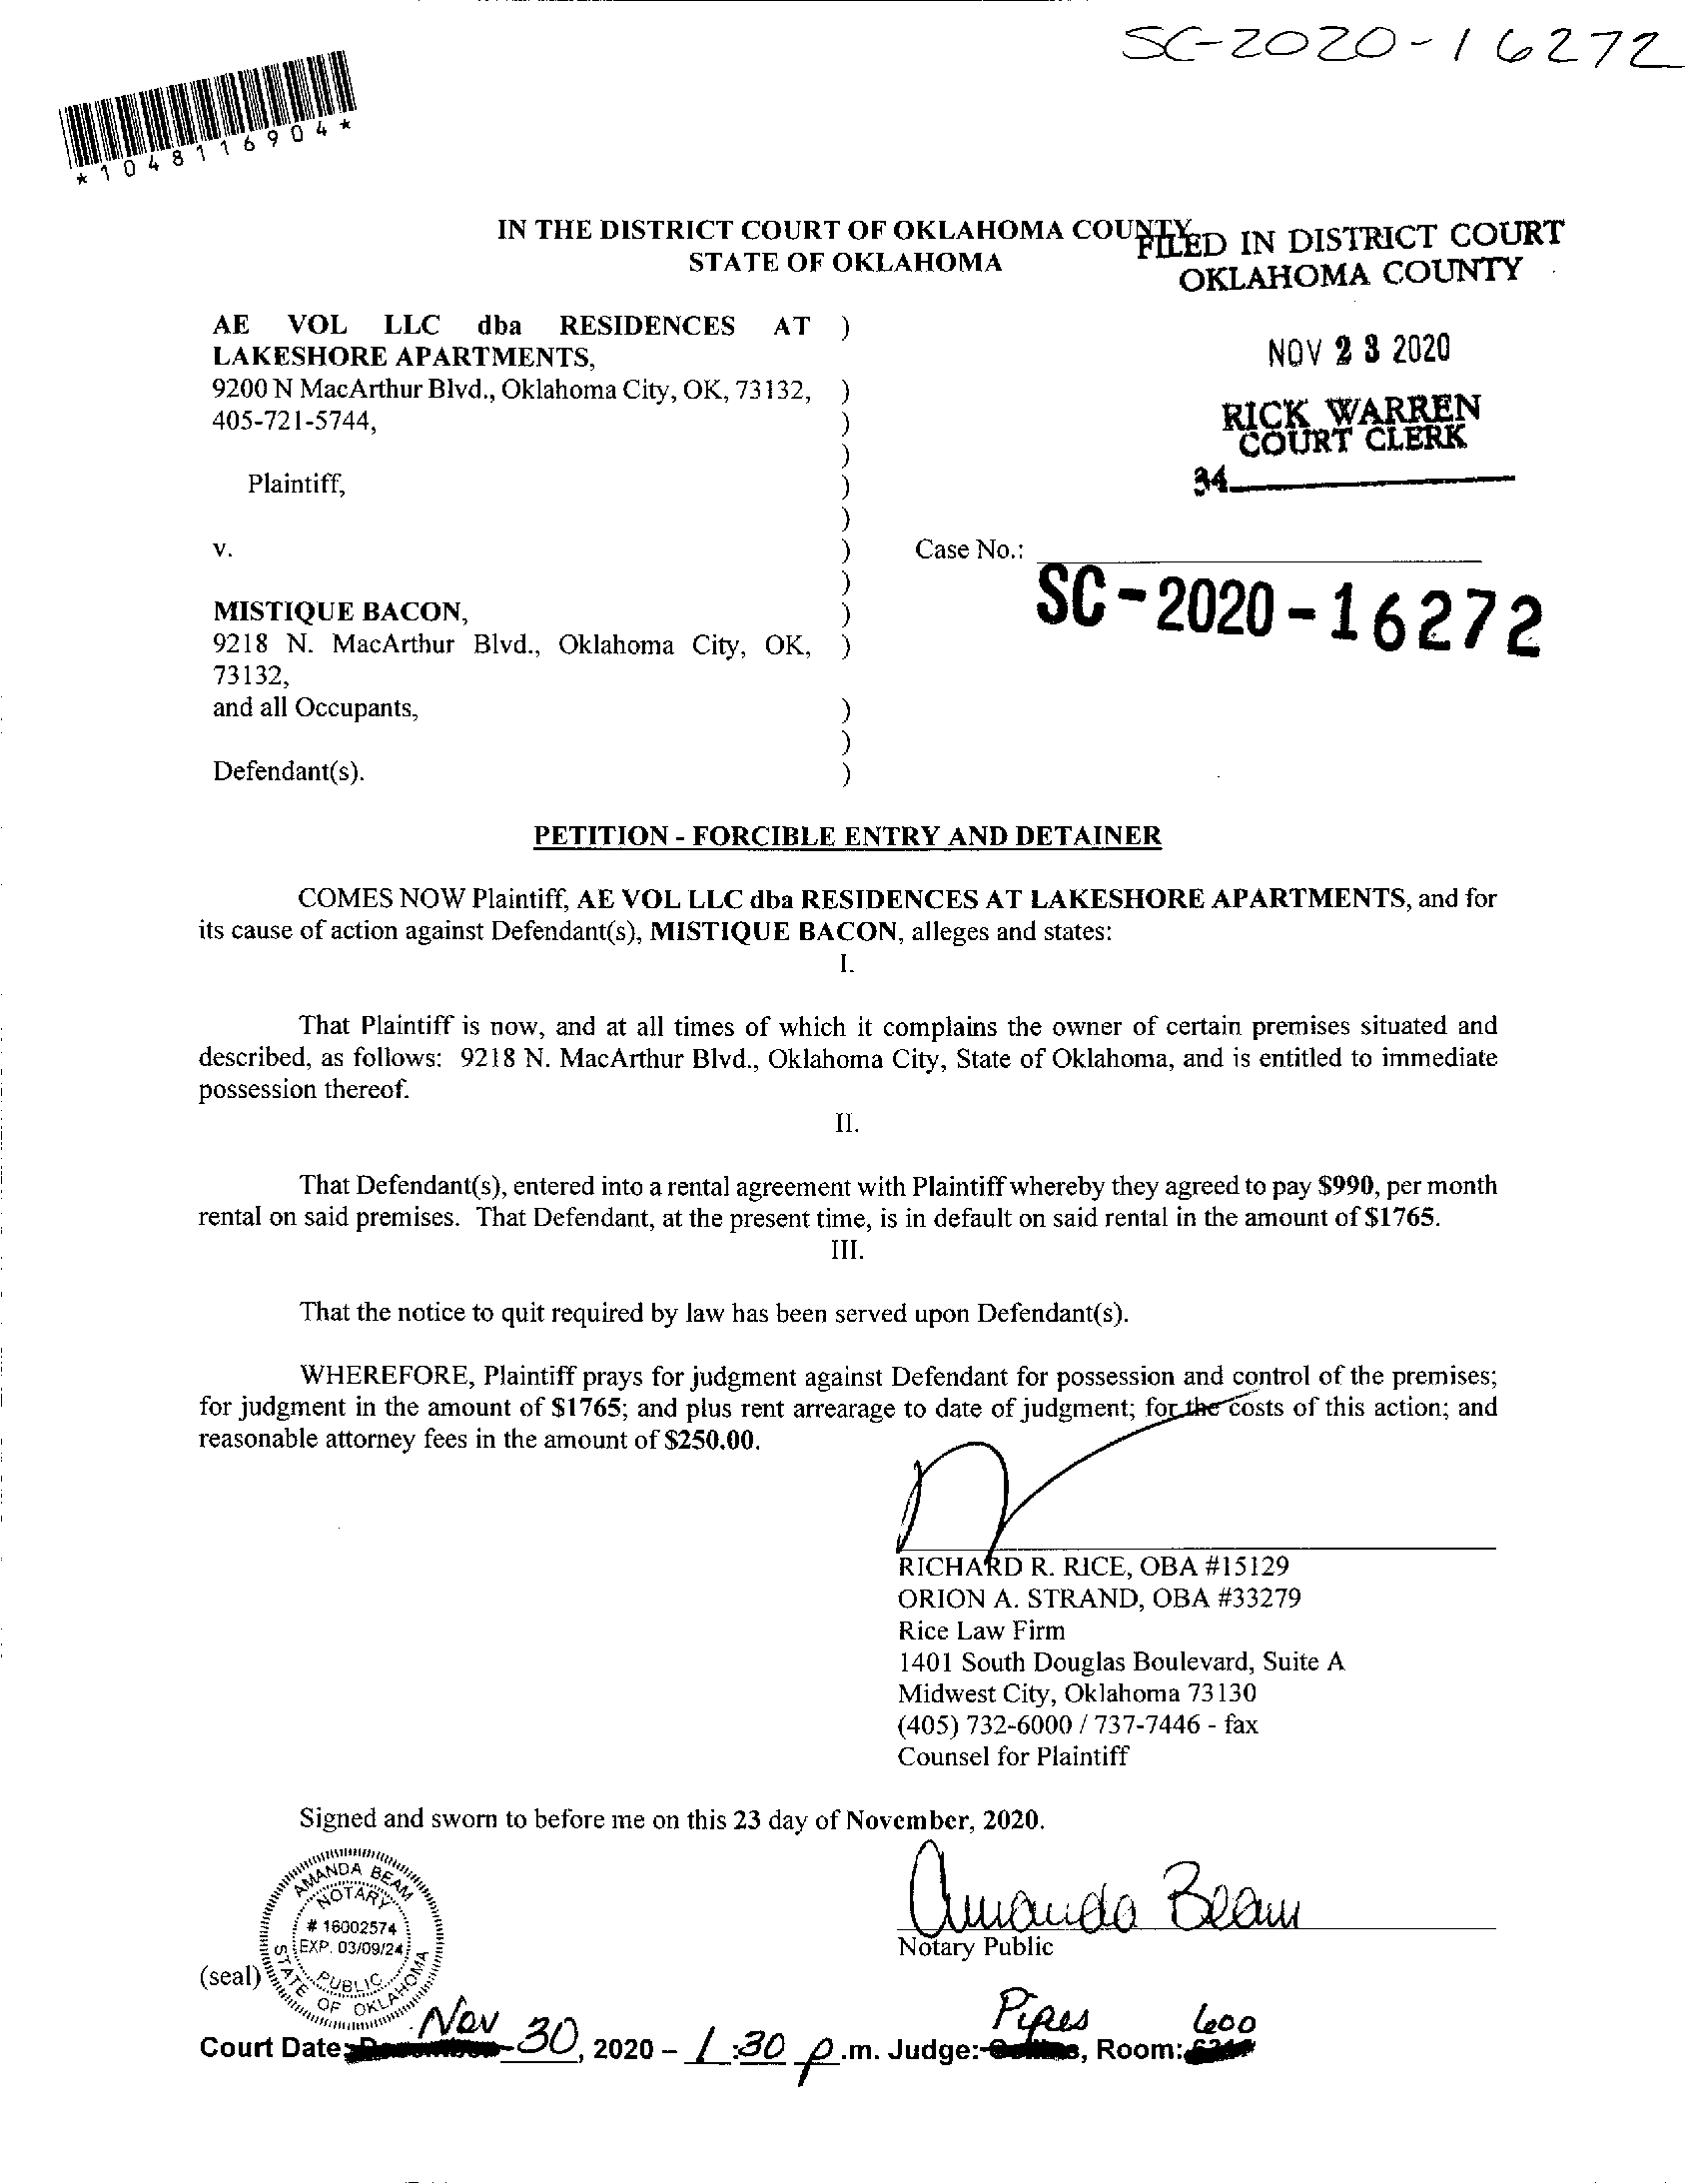 SC-2020-16272
*1048116904*
IN THE DISTRICT COURT OF OKLAHOMA COUNTY
STATE OF OKLAHOMA
FILED IN DISTRICT COURT
OKLAHOMA COUNTY
NOV 23 2020
RICK WARREN
COURT CLERK
34
AE VOL LLC dba RESIDENCES AT )
LAKESHORE APARTMENTS,
9200 N MacArthur Blvd., Oklahoma City, OK, 73132, )
405-721-5744, )
)
Plaintiff, )
)
v. ) Case No.:
SC-2020-16272
)
MISTIQUE BACON, )
9218 N. MacArthur Blvd., Oklahoma City, OK, )
73132,
and all Occupants, )
)
Defendant(s). )
PETITION - FORCIBLE ENTRY AND DETAINER
COMES NOW Plaintiff, AE VOL LLC dba RESIDENCES AT LAKESHORE APARTMENTS, and for
its cause of action against Defendant(s), MISTIQUE BACON, alleges and states:
I.
That Plaintiff is now, and at all times of which it complains the owner of certain premises situated and
described, as follows: 9218 N. MacArthur Blvd., Oklahoma City, State of Oklahoma, and is entitled to immediate
possession thereof.
II.
That Defendant(s), entered into a rental agreement with Plaintiff whereby they agreed to pay $990, per month
rental on said premises. That Defendant, at the present time, is in default on said rental in the amount of $1765.
III.
That the notice to quit required by law has been served upon Defendant(s).
WHEREFORE, Plaintiff prays for judgment against Defendant for possession and control of the premises;
for judgment in the amount of $1765; and plus rent arrearage to date of judgment; for the costs of this action; and
reasonable attorney fees in the amount of $250.00.
RICHARD R. RICE, OBA #15129
ORION A. STRAND, OBA #33279
Rice Law Firm
1401 South Douglas Boulevard, Suite A
Midwest City, Oklahoma 73130
(405) 732-6000 / 737-7446 - fax
Counsel for Plaintiff
Signed and sworn to before me on this 23 day of November, 2020.
AMANDA BEAM
NOTARY
# 16002574
EXP. 03/09/24
PUBLIC
STATE OF OKLAHOMA
Amanda Beam
Notary Public
(seal)
Nov Pipes 600
Court Date: 30, 2020 – 1:30 p.m. Judge: , Room: